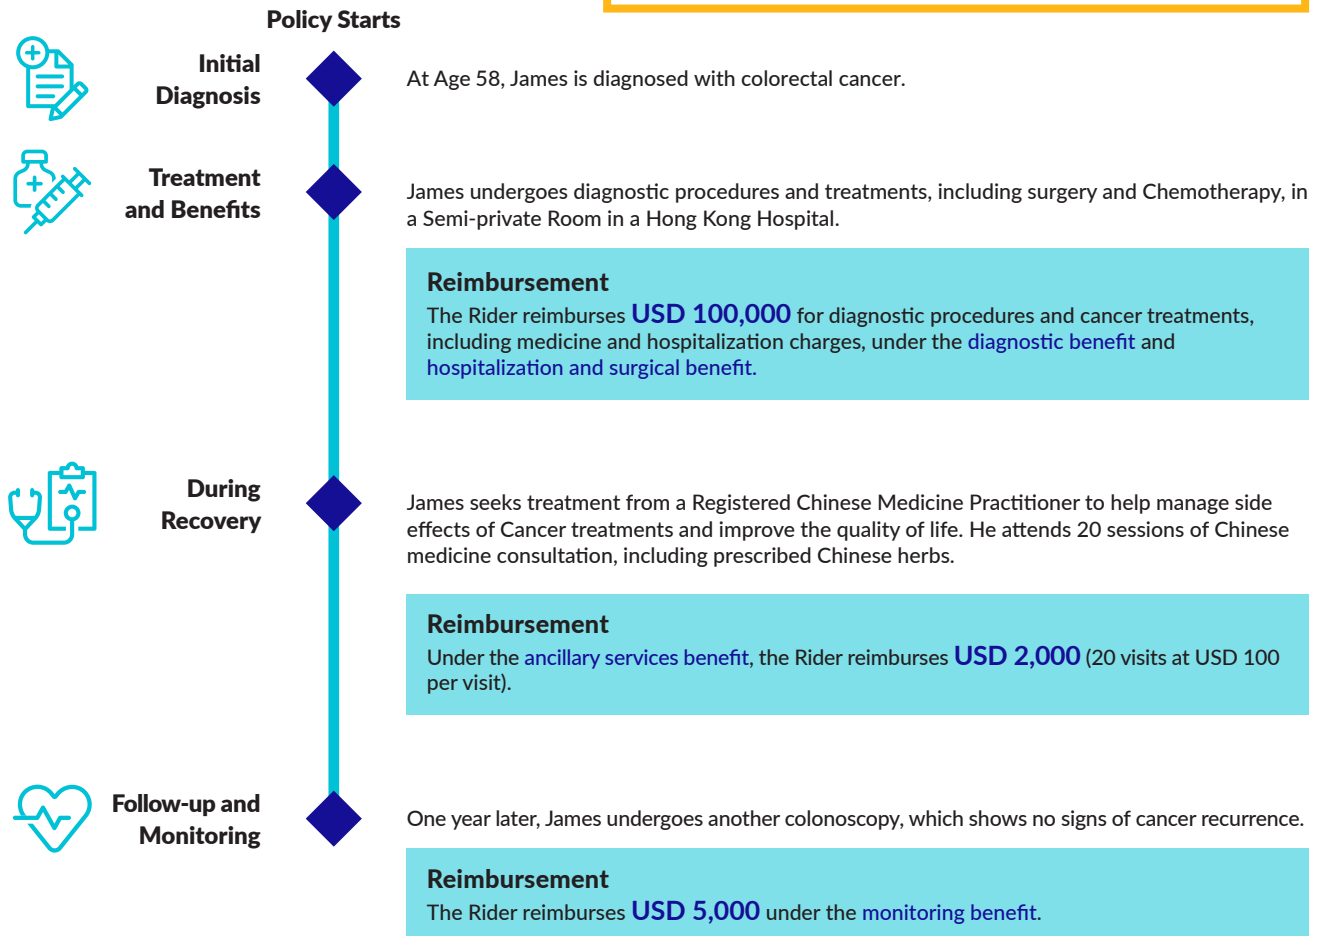 Policy Starts
Initial
Diagnosis
At Age 58, James is diagnosed with colorectal cancer.
Treatment
and Benefits
James undergoes diagnostic procedures and treatments, including surgery and Chemotherapy, in
a Semi-private Room in a Hong Kong Hospital.
Reimbursement
The Rider reimburses USD 100,000 for diagnostic procedures and cancer treatments,
including medicine and hospitalization charges, under the diagnostic benefit and
hospitalization and surgical benefit.
During
Recovery
James seeks treatment from a Registered Chinese Medicine Practitioner to help manage side
effects of Cancer treatments and improve the quality of life. He attends 20 sessions of Chinese
medicine consultation, including prescribed Chinese herbs.
Reimbursement
Under the ancillary services benefit, the Rider reimburses USD 2,000 (20 visits at USD 100
per visit).
Follow-up and
Monitoring
One year later, James undergoes another colonoscopy, which shows no signs of cancer recurrence.
Reimbursement
The Rider reimburses USD 5,000 under the monitoring benefit.